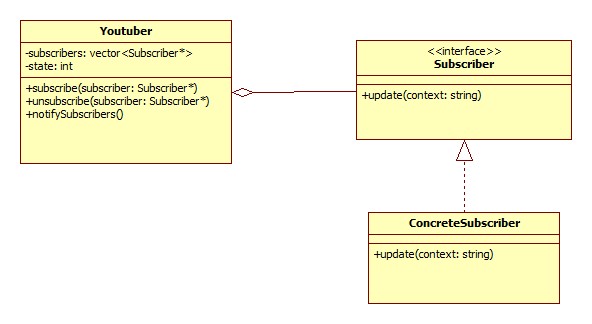 Youtuber
-subscribers: vector<Subscriber*>
-state: int
+subscribe(subscriber: Subscriber*)
+unsubscribe(subscriber: Subscriber*)
+notifySubscribers()
<<interface>>
Subscriber
+update(context: string)
ConcreteSubscriber
+update(context: string)